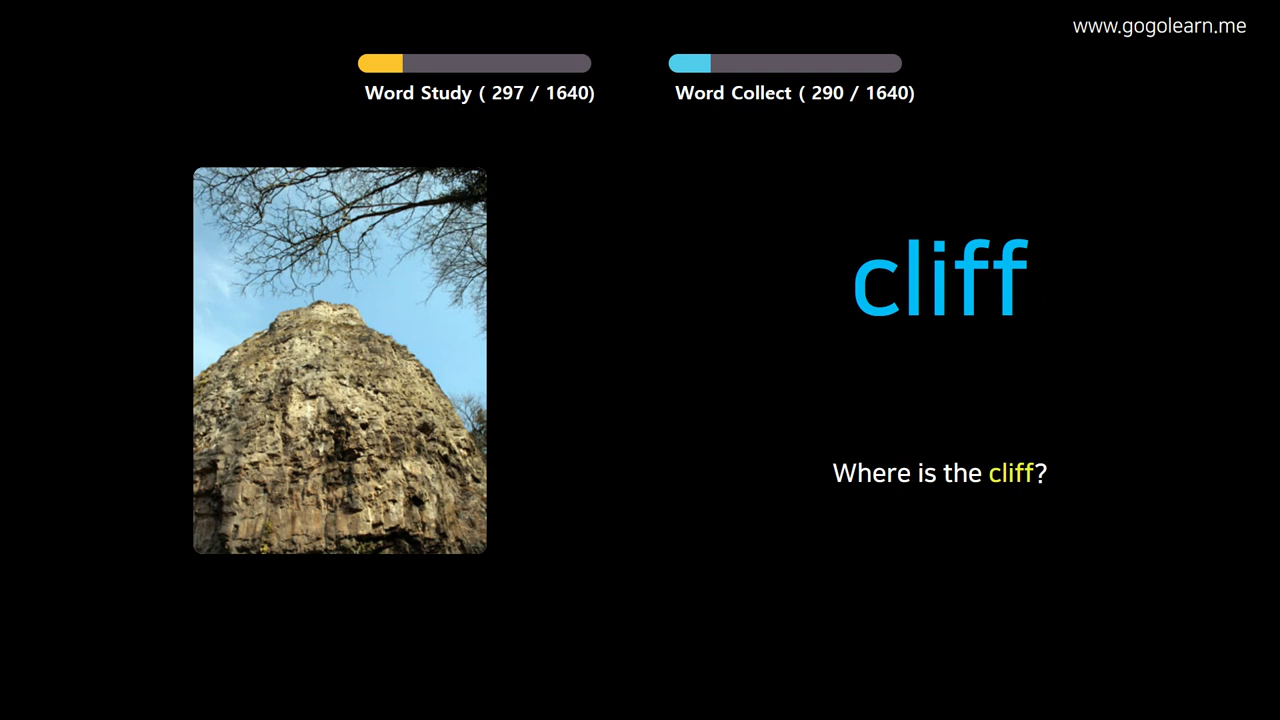 www.gogolearn.me
Word Study ( 297 / 1640)
Word Collect ( 290 / 1640)
cliff
Where is the cliff?